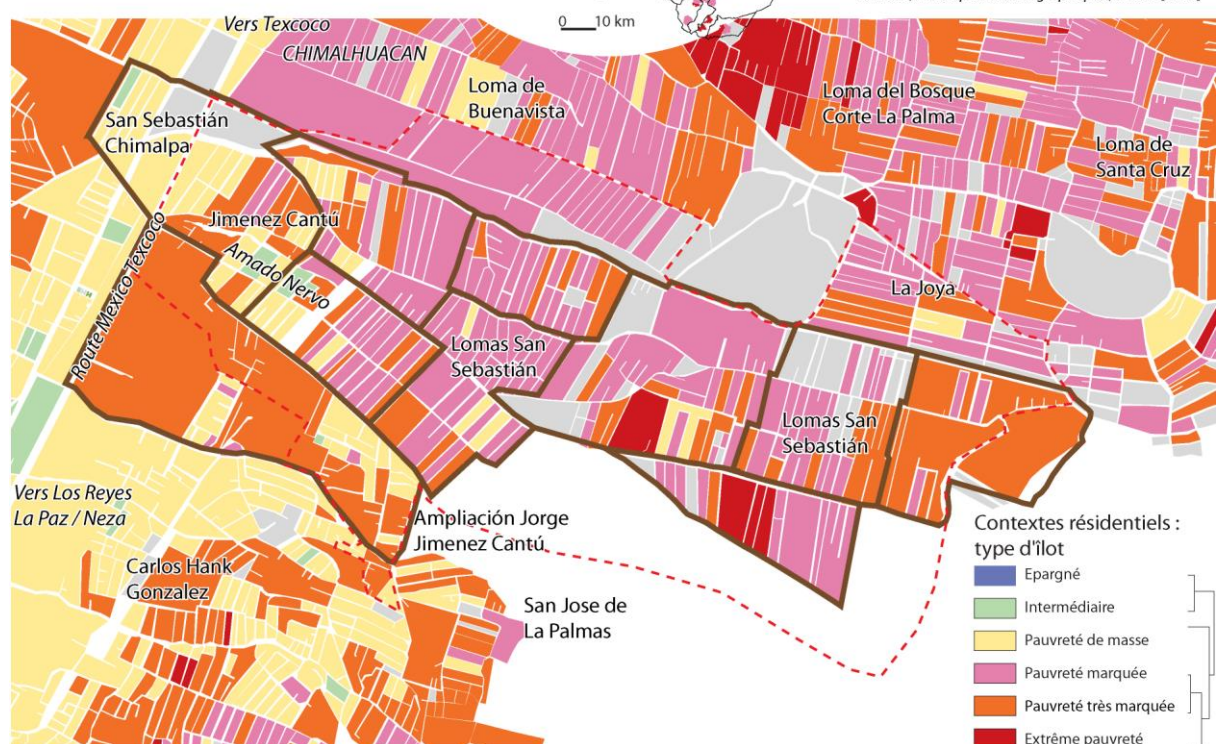 0 10 km
Vers Texcoco
CHIMALHUACAN
Loma de
Buenavista
Loma del Bosque
Corte La Palma
Loma de
Santa Cruz
San Sebastián
Chimalpa
Jimenez Cantú
Amado Nervo
Route Mexico Texcoco
La Joya
Lomas San
Sebastián
Lomas San
Sebastián
Vers Los Reyes
La Paz / Neza
Ampliación Jorge
Jimenez Cantú
Carlos Hank
Gonzalez
San Jose de
La Palmas
Contextes résidentiels :
type d'îlot
Epargné
Intermédiaire
Pauvreté de masse
Pauvreté marquée
Pauvreté très marquée
Extrême pauvreté